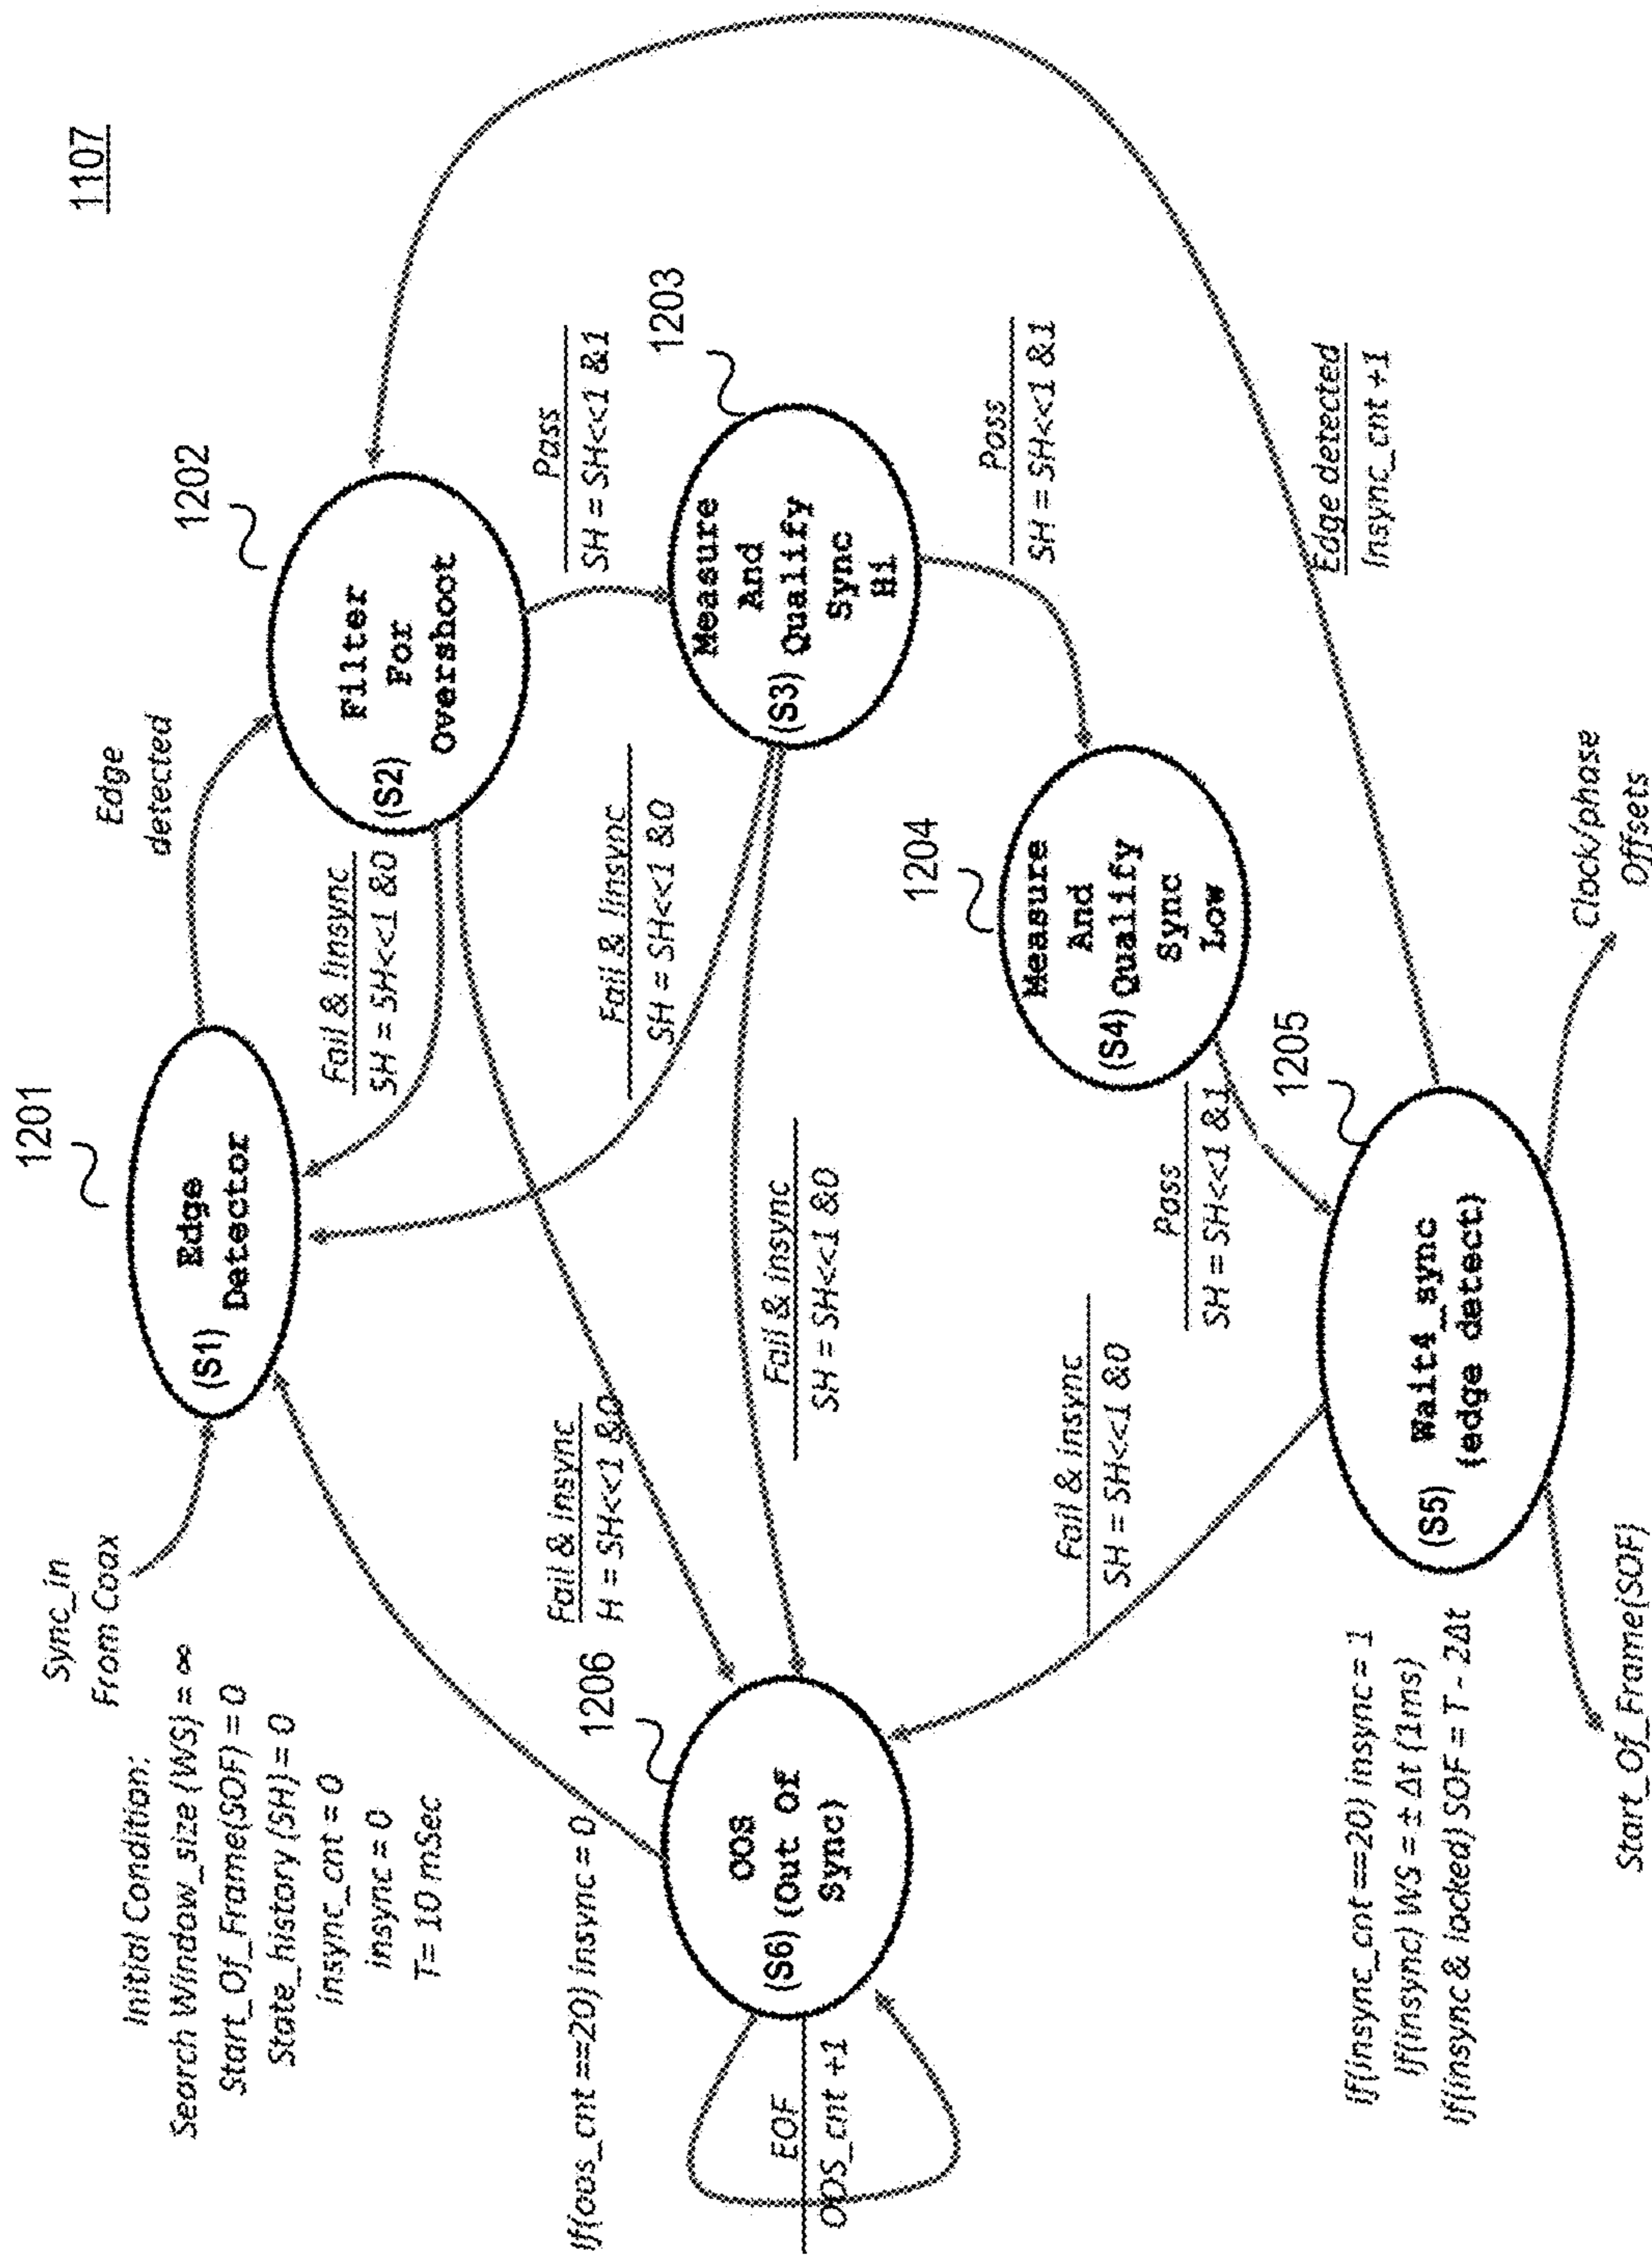 1107
Sync_in
From Coax
Initial Condition:
Search Window_size (WS) = ∞
Start_Of_Frame(SOF) = 0
State_history (SH) = 0
insync_cnt = 0
insync = 0
T= 10 mSec
1201
(S1)
Edge
Detector
Edge
detected
1202
(S2)
Filter
For
Overshoot
Fail & !insync
SH = SH<<1 &0
Pass
SH = SH<<1 &1
1203
Measure
And
(S3) Qualify
Sync
Hi
Fail & !insync
SH = SH<<1 &0
Fail & insync
H = SH<<1 &0
Fail & insync
SH = SH<<1 &0
Pass
SH = SH<<1 &1
If(oos_cnt ==20) insync = 0
1206
OOS
(S6) (Out Of
Sync)
EOF
OOS_cnt +1
1204
Measure
And
(S4) Qualify
Sync
Low
Pass
SH = SH<<1 &1
Fail & insync
SH = SH<<1 &0
1205
(S5)
Wait4_sync
(edge detect)
Edge detected
Insync_cnt +1
If(insync_cnt ==20) insync = 1
If(insync) WS = ± Δt (1ms)
If(insync & locked) SOF = T - 2Δt
Start_Of_Frame(SOF)
Clock/phase
Offsets